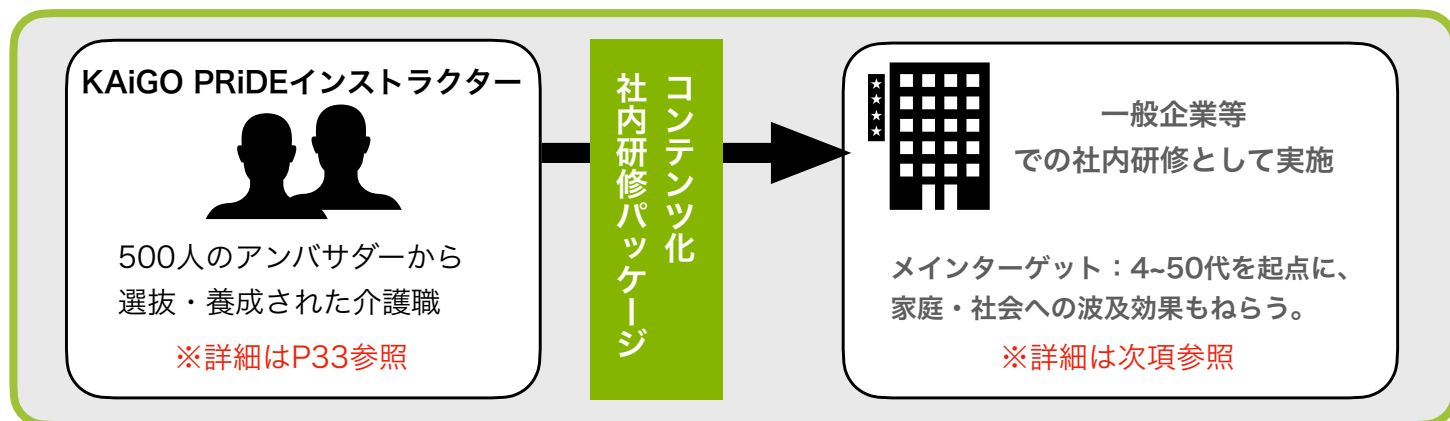 KAiGO PRiDEインストラクター
500人のアンバサダーから
選抜・養成された介護職
※詳細はP33参照
コンテンツ化
社内研修パッケージ
一般企業等
での社内研修として実施
メインターゲット：4~50代を起点に、
家庭・社会への波及効果もねらう。
※詳細は次項参照